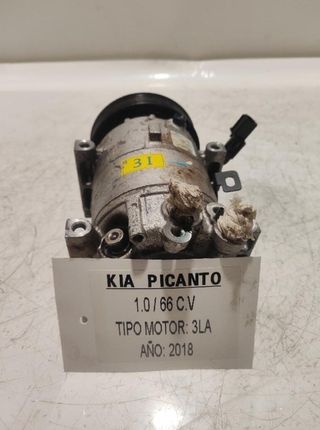 31
KIA PICANTO
1.0 / 66 C.V
TIPO MOTOR: 3LA
AÑO: 2018